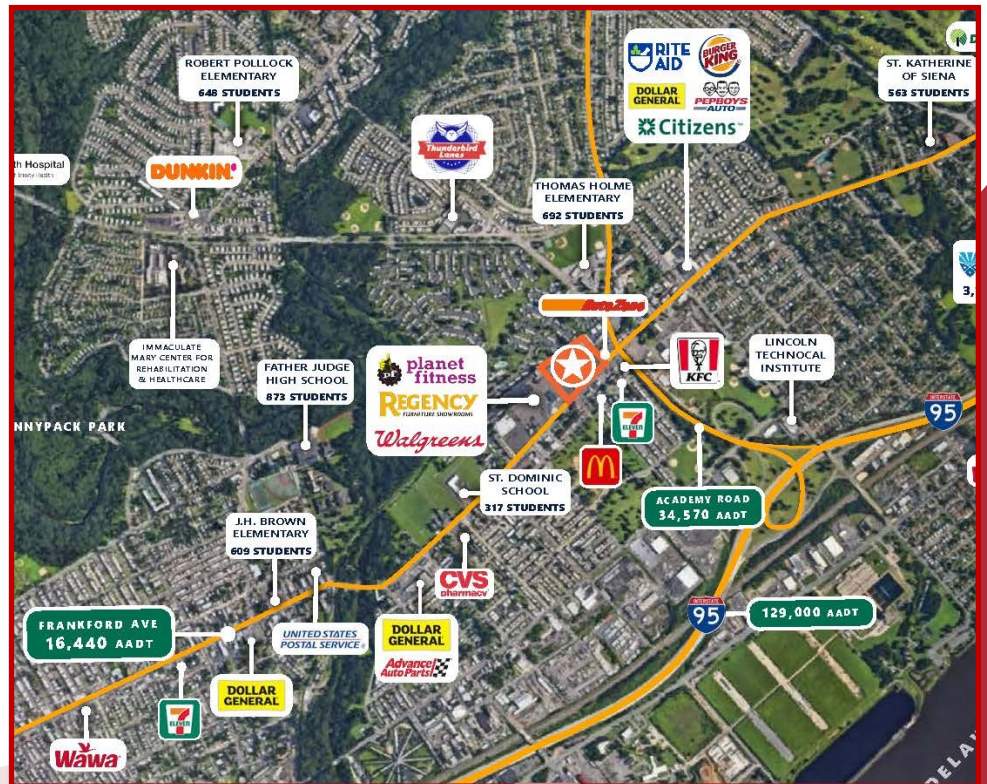 ROBERT POLLLOCK
ELEMENTARY
648 STUDENTS
RITE
AID
BURGER
KING
DOLLAR
GENERAL
PEPBOYS
AUTO
Citizens
ST. KATHERINE
OF SIENA
563 STUDENTS
th Hospital
DUNKIN'
Thunderbird
Lanes
THOMAS HOLME
ELEMENTARY
692 STUDENTS
3,
AutoZone
IMMACULATE
MARY CENTER FOR
REHABILITATION
& HEALTHCARE
FATHER JUDGE
HIGH SCHOOL
873 STUDENTS
pf
planet
fitness
REGENCY
FURNITURE SHOWROOMS
Walgreens
KFC
LINCOLN
TECHNOCAL
INSTITUTE
INTERSTATE
95
NNYPACK PARK
7
ELEVEN
M
ST. DOMINIC
SCHOOL
317 STUDENTS
ACADEMY ROAD
34,570 AADT
J.H. BROWN
ELEMENTARY
609 STUDENTS
CVS
pharmacy
INTERSTATE
95
129,000 AADT
FRANKFORD AVE
16,440 AADT
UNITED STATES
POSTAL SERVICE
DOLLAR
GENERAL
Advance
Auto Parts
DOLLAR
GENERAL
7
ELEVEN
Wawa
DELA